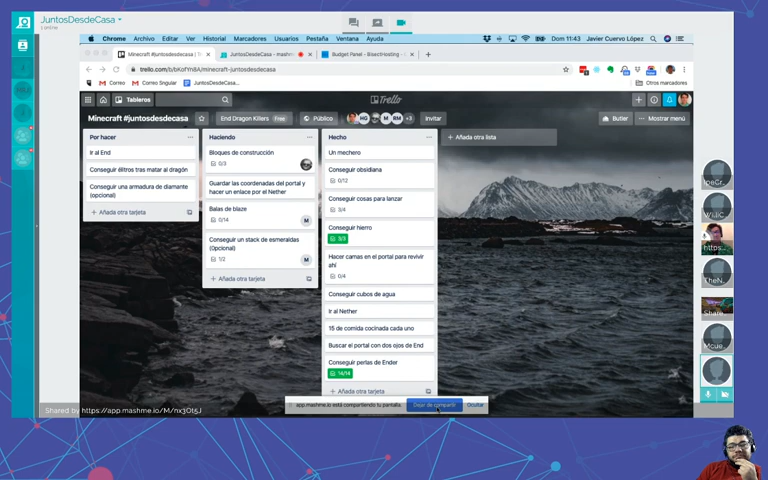 JuntosDesdeCasa
Chrome Archivo Editar Ver Historial Marcadores Usuarios Pestaña Ventana Ayuda
Dom 11:43 Javier Cuervo López
Minecraft #juntosdesdecasa
JuntosDesdeCasa – mashme.io
Budget Panel - BisectHosting -
Correo Correo Singular JuntosDesdeCasa...
Otros marcadores
Tableros
Trello
Minecraft #juntosdesdecasa
End Dragon Killers Free
Público
HG M RM +3
Invitar
Butler
Mostrar menú
Por hacer
Ir al End
Conseguir élitros tras matar al dragón
Conseguir una armadura de diamante
(opcional)
+ Añada otra tarjeta
Haciendo
Bloques de construcción
0/3
Guardar las coordenadas del portal y
hacer un enlace por el Nether
Balas de blaze
0/14
M
Conseguir un stack de esmeraldas
(Opcional)
1/2
M
+ Añada otra tarjeta
Hecho
Un mechero
Conseguir obsidiana
0/12
Conseguir cosas para lanzar
3/4
Conseguir hierro
3/3
Hacer camas en el portal para revivir
ahí
0/4
Conseguir cubos de agua
Ir al Nether
15 de comida cocinada cada uno
Buscar el portal con dos ojos de End
Conseguir perlas de Ender
14/14
+ Añada otra tarjeta
+ Añada otra lista
app.mashme.io está compartiendo tu pantalla.
Dejar de compartir
Ocultar
Shared by https://app.mashme.io/M/nx3Ot5J
https:...
TheN
Share